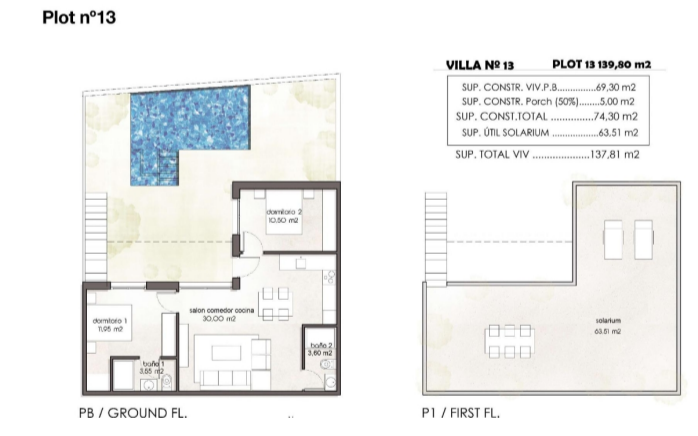 Plot nº13
VILLA Nº 13 PLOT 13 139,80 m2
SUP. CONSTR. VIV.P.B..............69,30 m2
SUP. CONSTR. Porch (50%).......5,00 m2
SUP. CONST.TOTAL ..............74,30 m2
SUP. ÚTIL SOLARIUM ...............63.51 m2
SUP. TOTAL VIV ...................137,81 m2
dormitorio 2
10,50 m2
dormitorio 1
11,95 m2
salon comedor cocina
30,00 m2
baño 1
3,55 m2
baño 2
3,60 m2
solarium
63.51 m2
PB / GROUND FL.
P1 / FIRST FL.